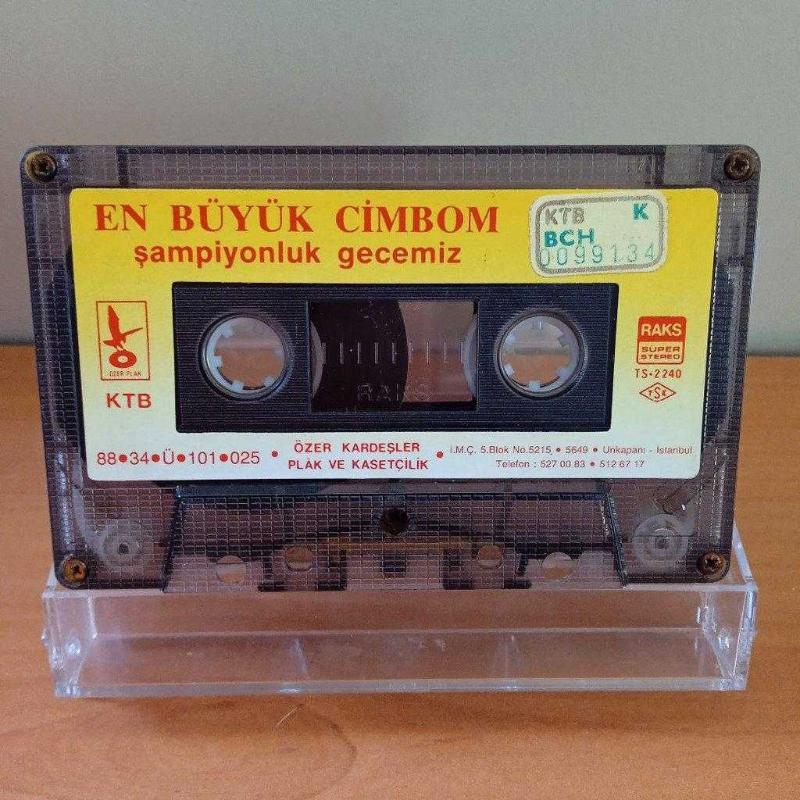 EN BÜYÜK CİMBOM
şampiyonluk gecemiz
KTB K
BCH
0099134
ÖZER PLAK
KTB
RAKS
SUPER
STEREO
TS-2240
TSE
RAKS
88•34•Ü•101•025 • ÖZER KARDEŞLER
PLAK VE KASETÇİLİK •
İ.M.Ç. 5.Blok No.5215 • 5649 • Unkapanı - İstanbul
Telefon : 527 00 83 • 512 67 17